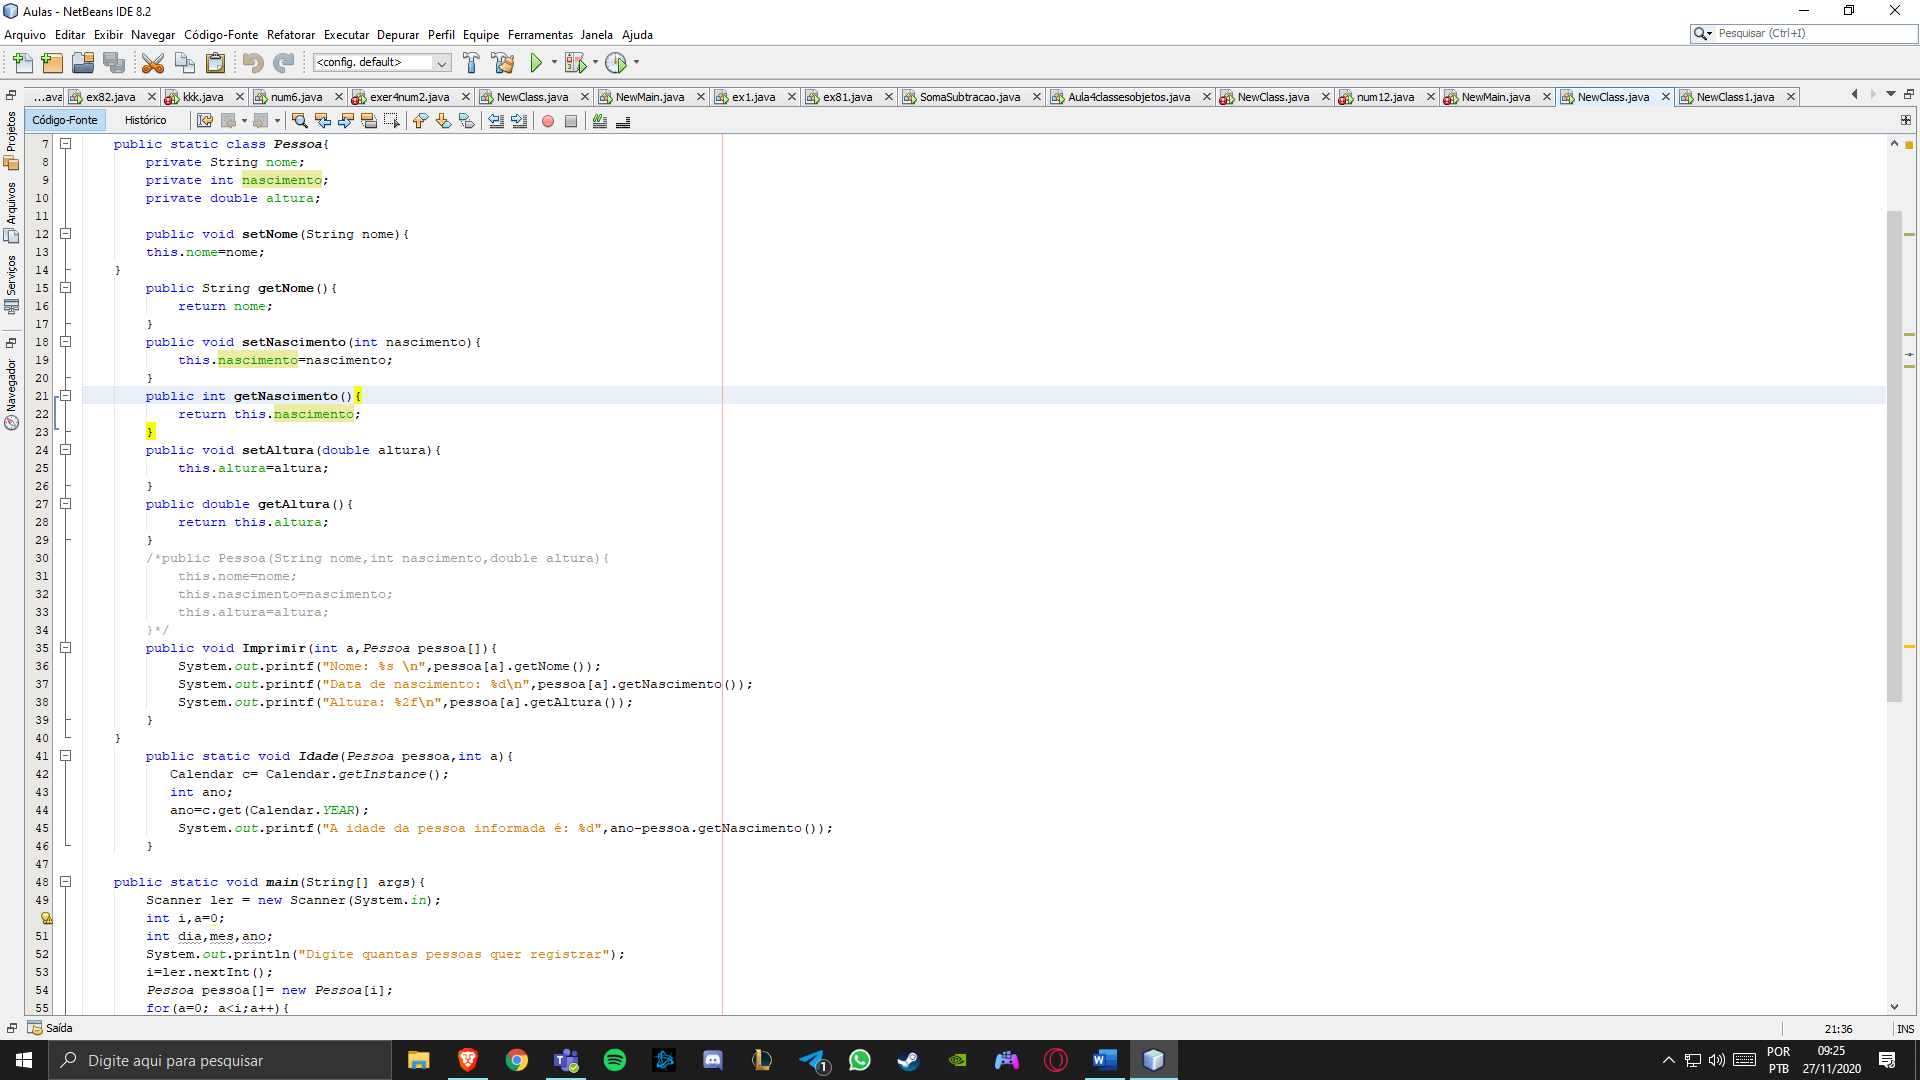 Aulas - NetBeans IDE 8.2
Arquivo Editar Exibir Navegar Código-Fonte Refatorar Executar Depurar Perfil Equipe Ferramentas Janela Ajuda
Pesquisar (Ctrl+I)
<config. default>
...ava ex82.java kkk.java num6.java exer4num2.java NewClass.java NewMain.java ex1.java ex81.java SomaSubtracao.java Aula4classesobjetos.java NewClass.java num12.java NewMain.java NewClass.java NewClass1.java
Código-Fonte Histórico
Projetos
Arquivos
Serviços
Navegador
7 public static class Pessoa{
8 private String nome;
9 private int nascimento;
10 private double altura;
11
12 public void setNome(String nome){
13 this.nome=nome;
14 }
15 public String getNome(){
16 return nome;
17 }
18 public void setNascimento(int nascimento){
19 this.nascimento=nascimento;
20 }
21 public int getNascimento(){
22 return this.nascimento;
23 }
24 public void setAltura(double altura){
25 this.altura=altura;
26 }
27 public double getAltura(){
28 return this.altura;
29 }
30 /*public Pessoa(String nome,int nascimento,double altura){
31 this.nome=nome;
32 this.nascimento=nascimento;
33 this.altura=altura;
34 }*/
35 public void Imprimir(int a,Pessoa pessoa[]){
36 System.out.printf("Nome: %s \n",pessoa[a].getNome());
37 System.out.printf("Data de nascimento: %d\n",pessoa[a].getNascimento());
38 System.out.printf("Altura: %2f\n",pessoa[a].getAltura());
39 }
40 }
41 public static void Idade(Pessoa pessoa,int a){
42 Calendar c= Calendar.getInstance();
43 int ano;
44 ano=c.get(Calendar.YEAR);
45 System.out.printf("A idade da pessoa informada é: %d",ano-pessoa.getNascimento());
46 }
47
48 public static void main(String[] args){
49 Scanner ler = new Scanner(System.in);
int i,a=0;
51 int dia,mes,ano;
52 System.out.println("Digite quantas pessoas quer registrar");
53 i=ler.nextInt();
54 Pessoa pessoa[]= new Pessoa[i];
55 for(a=0; a<i;a++){
Saída
21:36 INS
Digite aqui para pesquisar
1
POR
PTB
09:25
27/11/2020